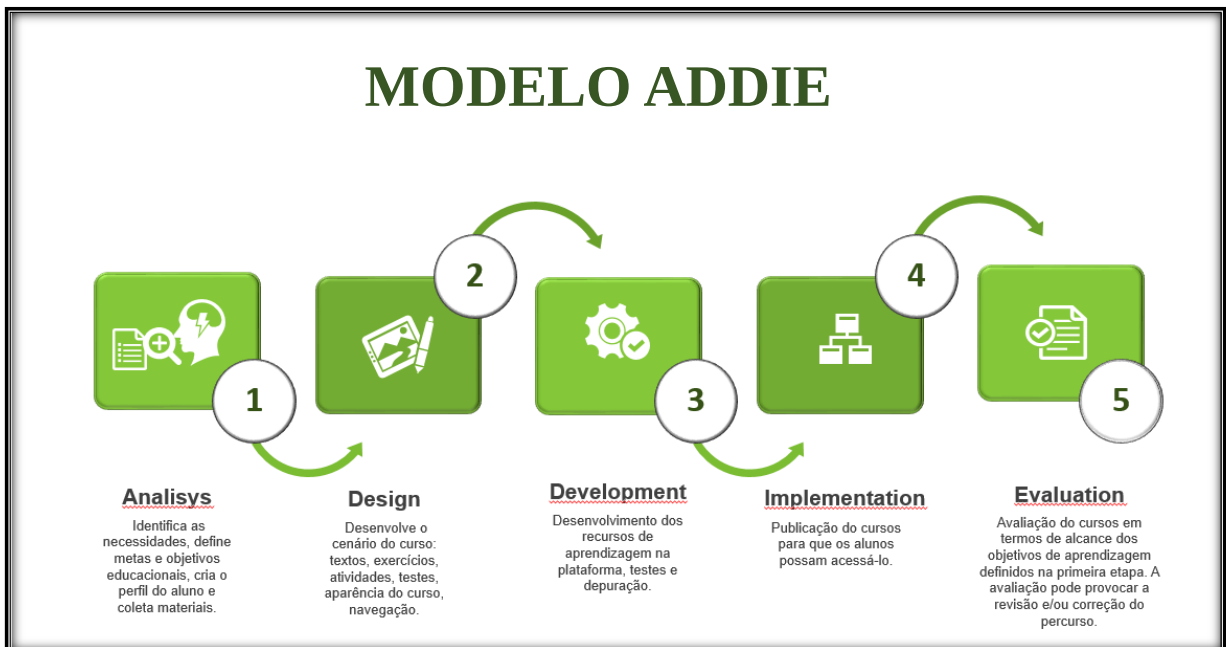 MODELO ADDIE
1
2
3
4
5
Analisys
Identifica as
necessidades, define
metas e objetivos
educacionais, cria o
perfil do aluno e
coleta materiais.
Design
Desenvolve o
cenário do curso:
textos, exercícios,
atividades, testes,
aparência do curso,
navegação.
Development
Desenvolvimento dos
recursos de
aprendizagem na
plataforma, testes e
depuração.
Implementation
Publicação do cursos
para que os alunos
possam acessá-lo.
Evaluation
Avaliação do cursos em
termos de alcance dos
objetivos de aprendizagem
definidos na primeira etapa. A
avaliação pode provocar a
revisão e/ou correção do
percurso.